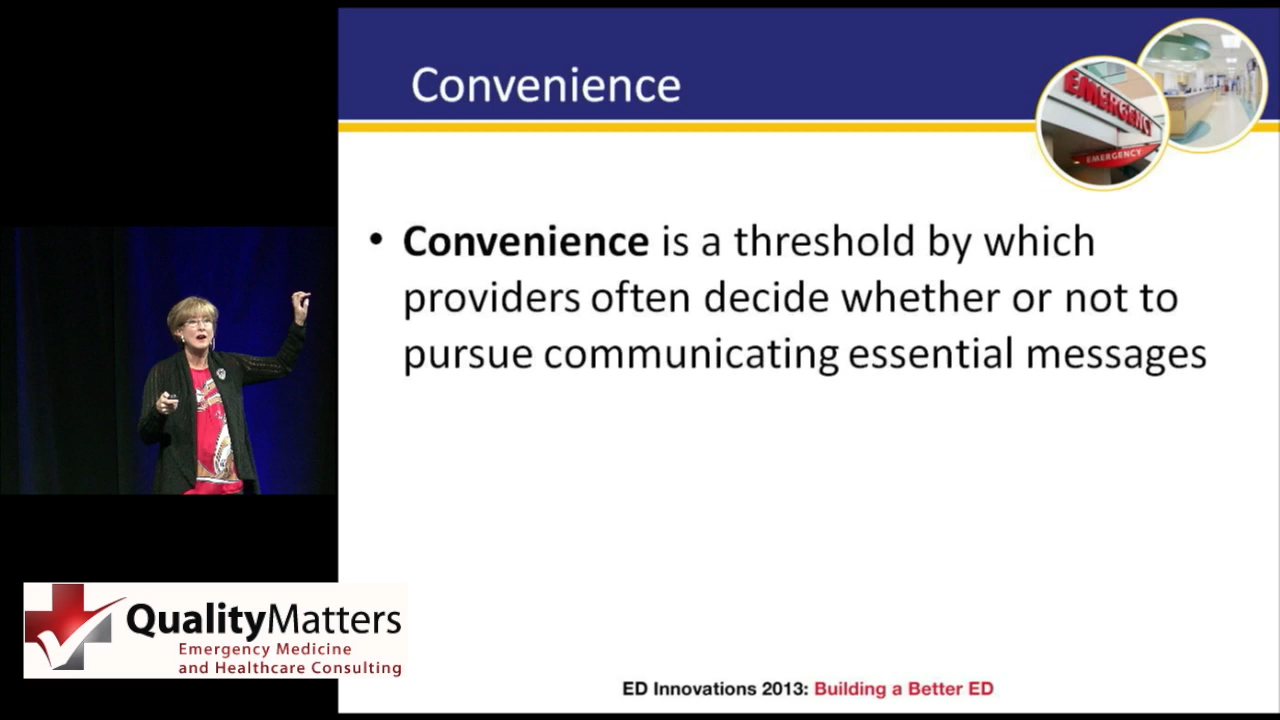 Convenience
EMERGENC
EMERGENCY
• Convenience is a threshold by which
providers often decide whether or not to
pursue communicating essential messages
QualityMatters
Emergency Medicine
and Healthcare Consulting
ED Innovations 2013: Building a Better ED